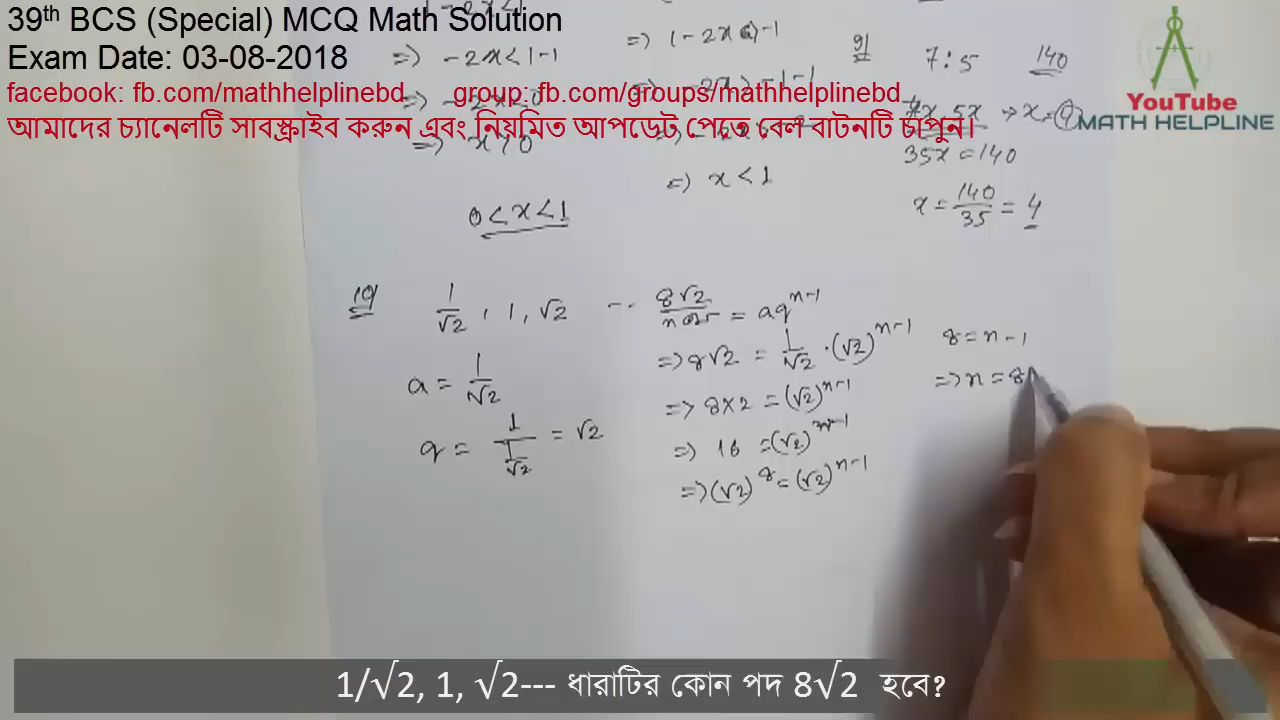 39th BCS (Special) MCQ Math Solution
Exam Date: 03-08-2018
facebook: fb.com/mathhelplinebd group: fb.com/groups/mathhelplinebd
আমাদের চ্যানেলটি সাবস্ক্রাইব করুন এবং নিয়মিত আপডেট পেতে বেল বাটনটি চাপুন।
YouTube
MATH HELPLINE
=> -2x < 1-1
=> x > 0
=> x < 1
0 < x < 1
9|
7 : 5
140
35x = 140
x = 140/35 = 4
10|
1/√2 , 1, √2 --- 8√2 = aq^(n-1)
a = 1/√2
q = 1/(1/√2) = √2
=> 8√2 = 1/√2 · (√2)^(n-1)
=> 8×2 = (√2)^(n-1)
=> 16 = (√2)^(n-1)
=> (√2)^8 = (√2)^(n-1)
8 = n-1
=> n = 8
1/√2, 1, √2--- ধারাটির কোন পদ 8√2 হবে?